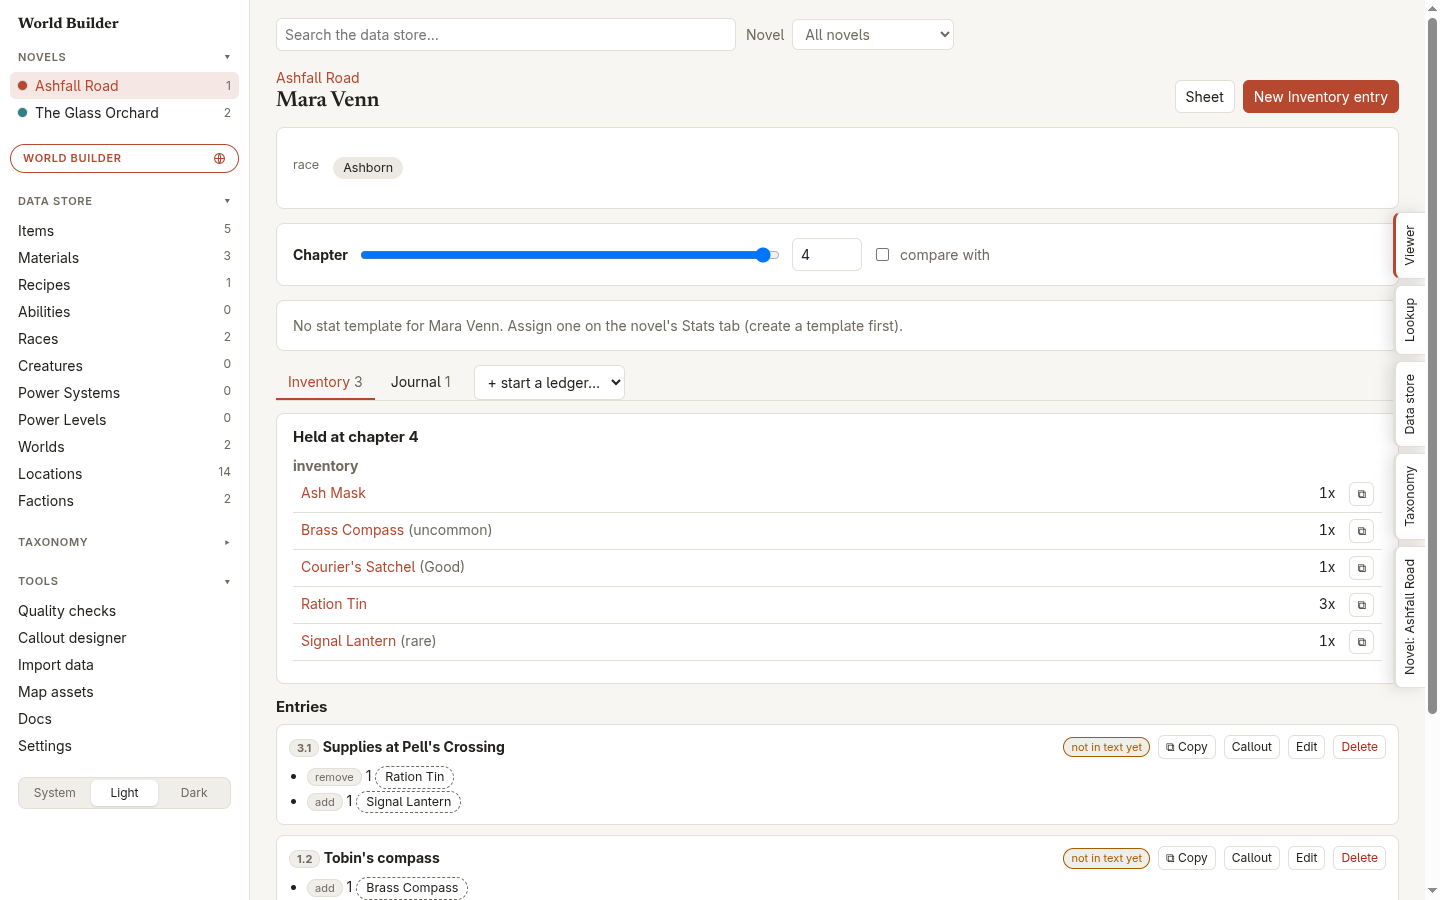 World Builder
NOVELS
Ashfall Road 1
The Glass Orchard 2
WORLD BUILDER
DATA STORE
Items 5
Materials 3
Recipes 1
Abilities 0
Races 2
Creatures 0
Power Systems 0
Power Levels 0
Worlds 2
Locations 14
Factions 2
TAXONOMY
TOOLS
Quality checks
Callout designer
Import data
Map assets
Docs
Settings
System Light Dark
Search the data store... Novel All novels
Ashfall Road
Mara Venn
Sheet New Inventory entry
race Ashborn
Chapter 4 compare with
No stat template for Mara Venn. Assign one on the novel's Stats tab (create a template first).
Inventory 3 Journal 1 + start a ledger...
Held at chapter 4
inventory
Ash Mask 1x
Brass Compass (uncommon) 1x
Courier's Satchel (Good) 1x
Ration Tin 3x
Signal Lantern (rare) 1x
Entries
3.1 Supplies at Pell's Crossing not in text yet Copy Callout Edit Delete
remove 1 Ration Tin
add 1 Signal Lantern
1.2 Tobin's compass not in text yet Copy Callout Edit Delete
add 1 Brass Compass
Viewer
Lookup
Data store
Taxonomy
Novel: Ashfall Road